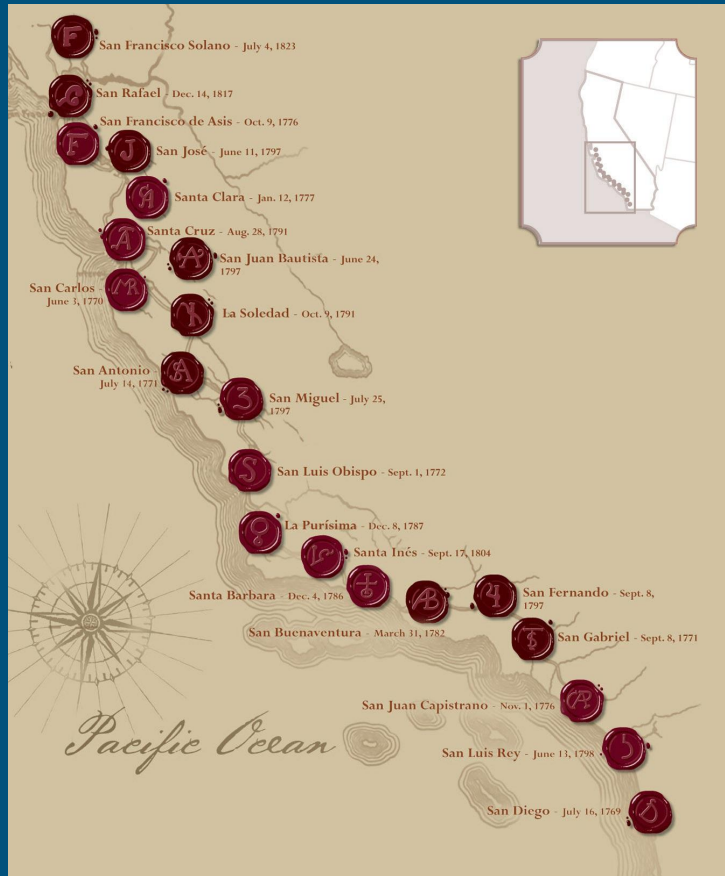 San Francisco Solano - July 4, 1823
San Rafael - Dec. 14, 1817
San Francisco de Asis - Oct. 9, 1776
San José - June 11, 1797
Santa Clara - Jan. 12, 1777
Santa Cruz - Aug. 28, 1791
San Juan Bautista - June 24,
1797
San Carlos -
June 3, 1770
La Soledad - Oct. 9, 1791
San Antonio -
July 14, 1771
San Miguel - July 25,
1797
San Luis Obispo - Sept. 1, 1772
La Purísima - Dec. 8, 1787
Santa Inés - Sept. 17, 1804
Santa Barbara - Dec. 4, 1786
San Fernando - Sept. 8,
1797
San Buenaventura - March 31, 1782
San Gabriel - Sept. 8, 1771
San Juan Capistrano - Nov. 1, 1776
Pacific Ocean
San Luis Rey - June 13, 1798
San Diego - July 16, 1769